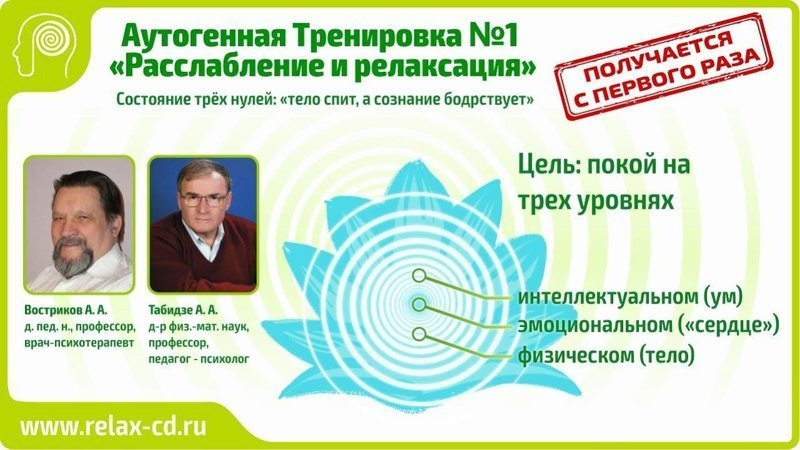 Аутогенная Тренировка №1
«Расслабление и релаксация»
Состояние трёх нулей: «тело спит, а сознание бодрствует»
ПОЛУЧАЕТСЯ
С ПЕРВОГО РАЗА
Цель: покой на
трех уровнях
интеллектуальном (ум)
эмоциональном («сердце»)
физическом (тело)
Востриков А. А.
д. пед. н., профессор,
врач-психотерапевт
Табидзе А. А.
д-р физ.-мат. наук,
профессор,
педагог - психолог
www.relax-cd.ru